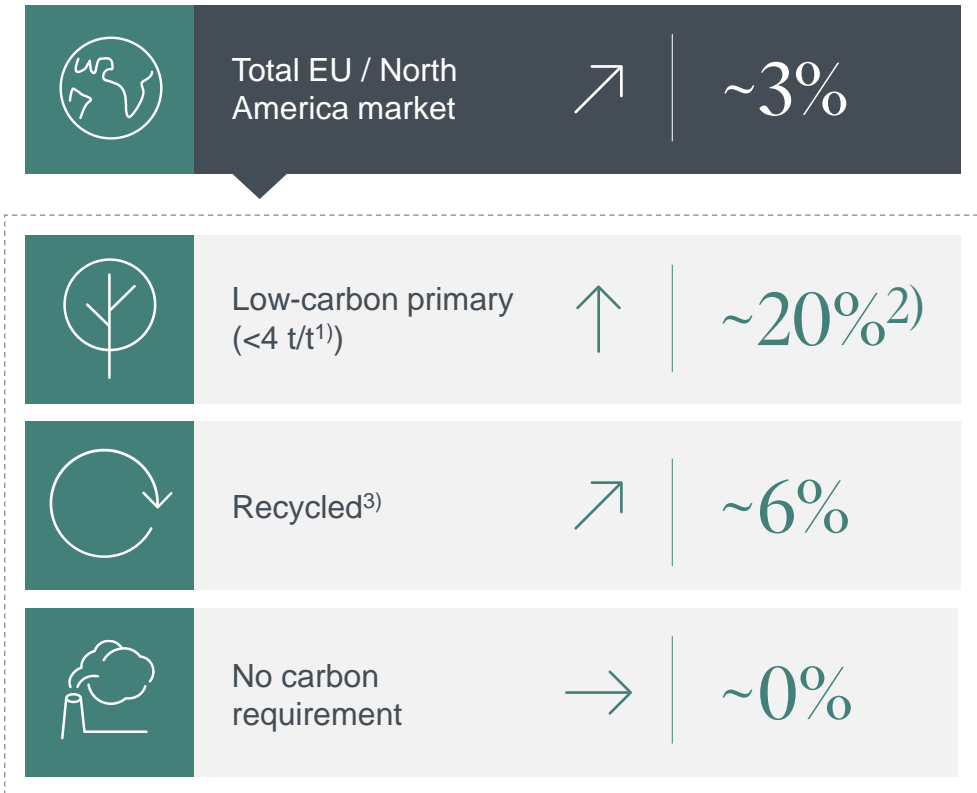 Total EU / North
America market
~3%
Low-carbon primary
(<4 t/t1))
~20%2)
Recycled3)
~6%
No carbon
requirement
~0%